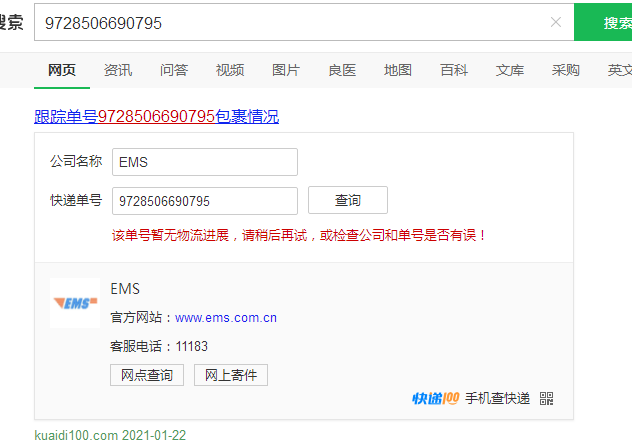 搜索 9728506690795 × 搜索
网页 资讯 问答 视频 图片 良医 地图 百科 文库 采购 英文
跟踪单号9728506690795包裹情况
公司名称 EMS
快递单号 9728506690795 查询
该单号暂无物流进展，请稍后再试，或检查公司和单号是否有误！
EMS
EMS
官方网站：www.ems.com.cn
客服电话：11183
网点查询 网上寄件
快递100 手机查快递
kuaidi100.com 2021-01-22